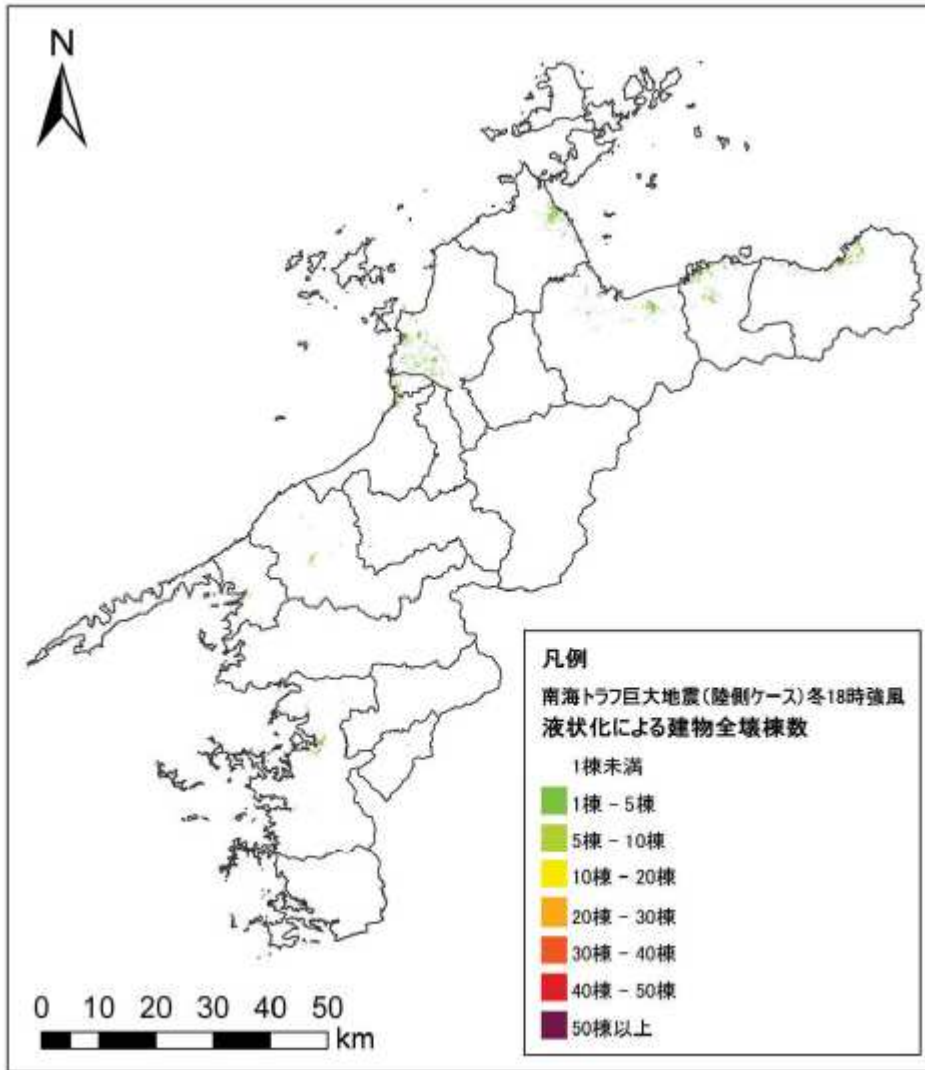 N
凡例
南海トラフ巨大地震（陸側ケース）冬18時強風
液状化による建物全壊棟数
1棟未満
1棟 - 5棟
5棟 - 10棟
10棟 - 20棟
20棟 - 30棟
30棟 - 40棟
40棟 - 50棟
50棟以上
0 10 20 30 40 50
km